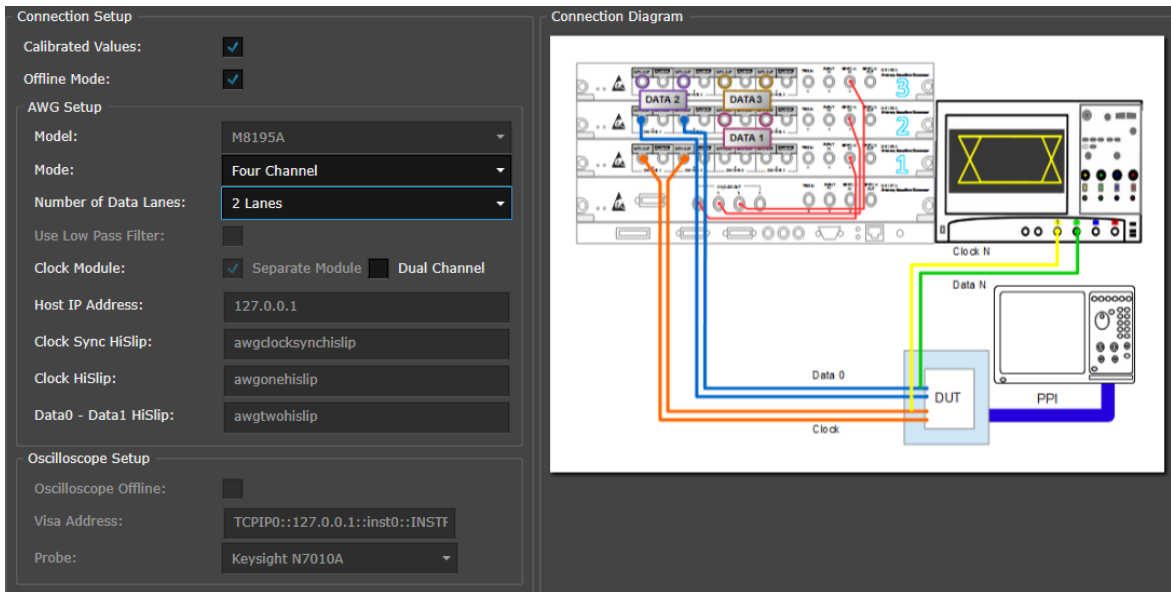 Connection Setup
Calibrated Values:
Offline Mode:
AWG Setup
Model: M8195A
Mode: Four Channel
Number of Data Lanes: 2 Lanes
Use Low Pass Filter:
Clock Module: Separate Module Dual Channel
Host IP Address: 127.0.0.1
Clock Sync HiSlip: awgclocksynchislip
Clock HiSlip: awgonehislip
Data0 - Data1 HiSlip: awgtwohislip
Oscilloscope Setup
Oscilloscope Offline:
Visa Address: TCPIP0::127.0.0.1::inst0::INSTF
Probe: Keysight N7010A
Connection Diagram
3
DATA 2 DATA3
2
DATA 1
1
Clock N
Data N
Data 0
DUT
PPI
Clock